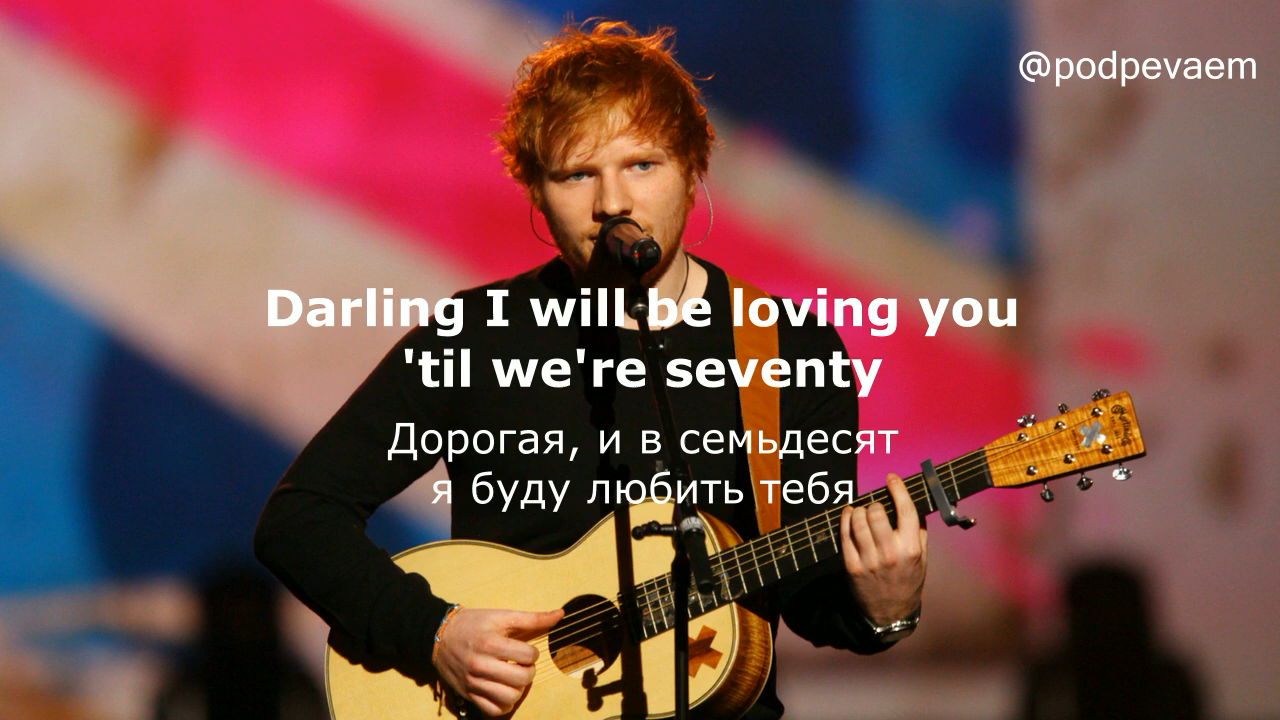 @podpevaem
Darling I will be loving you
'til we're seventy
Дорогая, и в семьдесят
я буду любить тебя